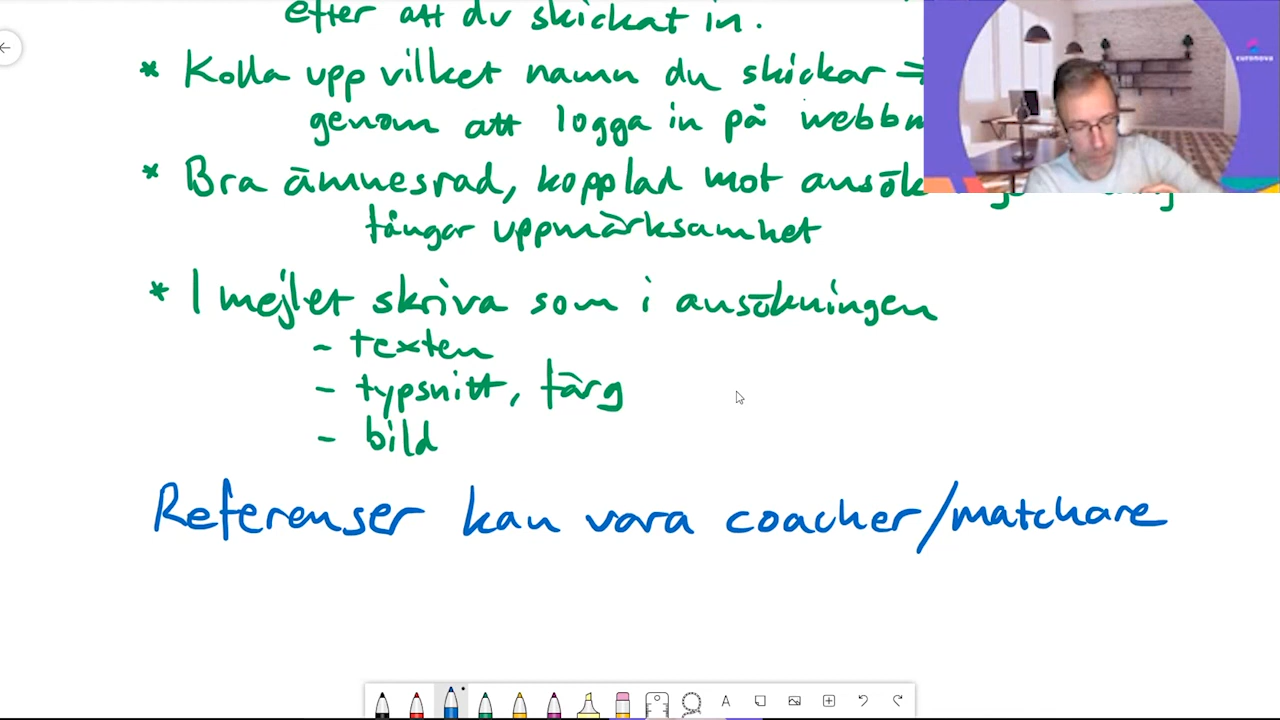 efter att du skickat in.
* Kolla upp vilket namn du skickar
genom att logga in på
* Bra ämnesrad, kopplad mot
fångar uppmärksamhet
* I mejlet skriva som i ansökningen
- texten
- typsnitt, färg
- bild
Referenser kan vara coacher/matchare
curonova
A